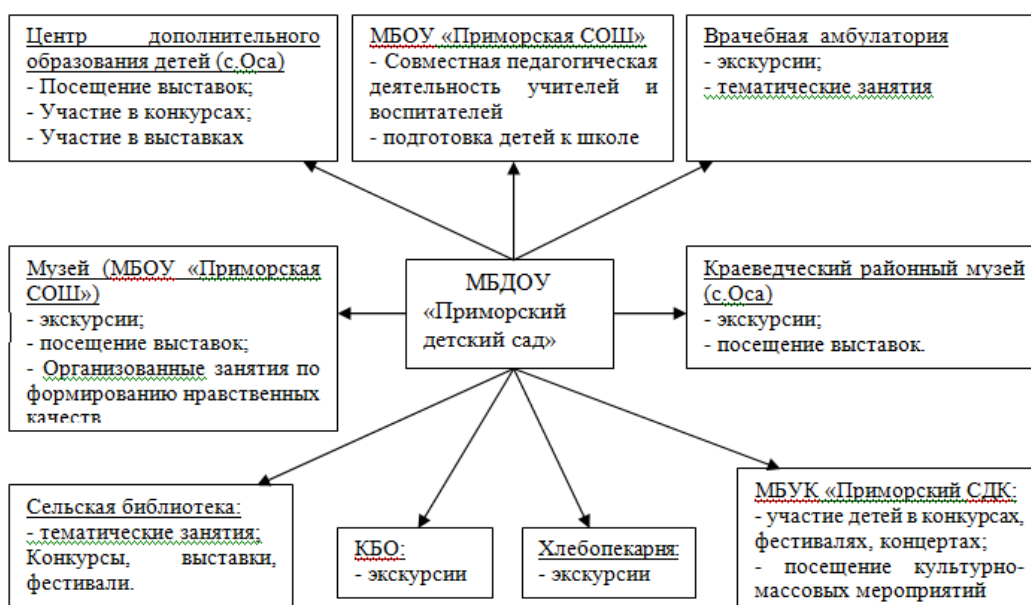 Центр дополнительного
образования детей (с.Оса)
- Посещение выставок;
- Участие в конкурсах;
- Участие в выставках
МБОУ «Приморская СОШ»
- Совместная педагогическая
деятельность учителей и
воспитателей
- подготовка детей к школе
Врачебная амбулатория
- экскурсии;
- тематические занятия
Музей (МБОУ «Приморская
СОШ»)
- экскурсии;
- посещение выставок;
- Организованные занятия по
формированию нравственных
качеств
МБДОУ
«Приморский
детский сад»
Краеведческий районный музей
(с.Оса)
- экскурсии;
- посещение выставок.
Сельская библиотека:
- тематические занятия;
Конкурсы, выставки,
фестивали.
КБО:
- экскурсии
Хлебопекарня:
- экскурсии
МБУК «Приморский СДК:
- участие детей в конкурсах,
фестивалях, концертах;
- посещение культурно-
массовых мероприятий